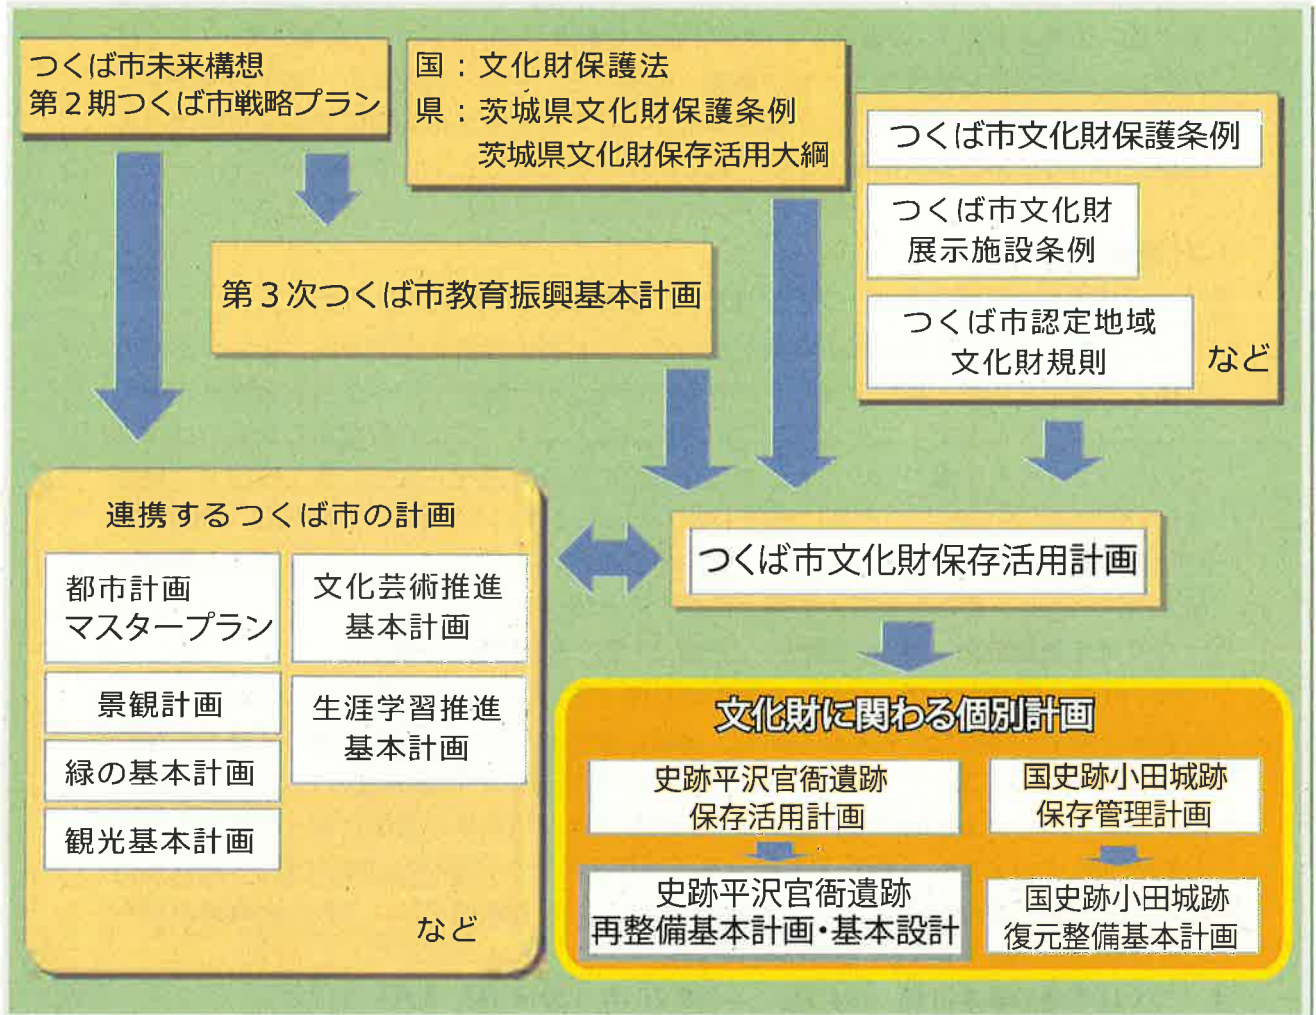 つくば市未来構想
第2期つくば市戦略プラン
国：文化財保護法
県：茨城県文化財保護条例
茨城県文化財保存活用大綱
つくば市文化財保護条例
つくば市文化財
展示施設条例
つくば市認定地域
文化財規則
など
第3次つくば市教育振興基本計画
連携するつくば市の計画
都市計画
マスタープラン
景観計画
緑の基本計画
観光基本計画
文化芸術推進
基本計画
生涯学習推進
基本計画
など
つくば市文化財保存活用計画
文化財に関わる個別計画
史跡平沢官衙遺跡
保存活用計画
史跡平沢官衙遺跡
再整備基本計画・基本設計
国史跡小田城跡
保存管理計画
国史跡小田城跡
復元整備基本計画